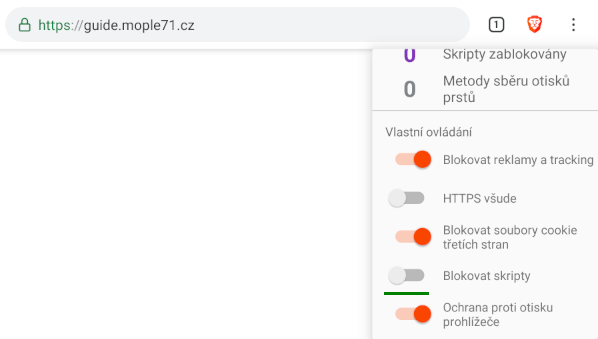 https://guide.mople71.cz
1
0 Skripty zablokovány
0 Metody sběru otisků
prstů
Vlastní ovládání
Blokovat reklamy a tracking
HTTPS všude
Blokovat soubory cookie
třetích stran
Blokovat skripty
Ochrana proti otisku
prohlížeče